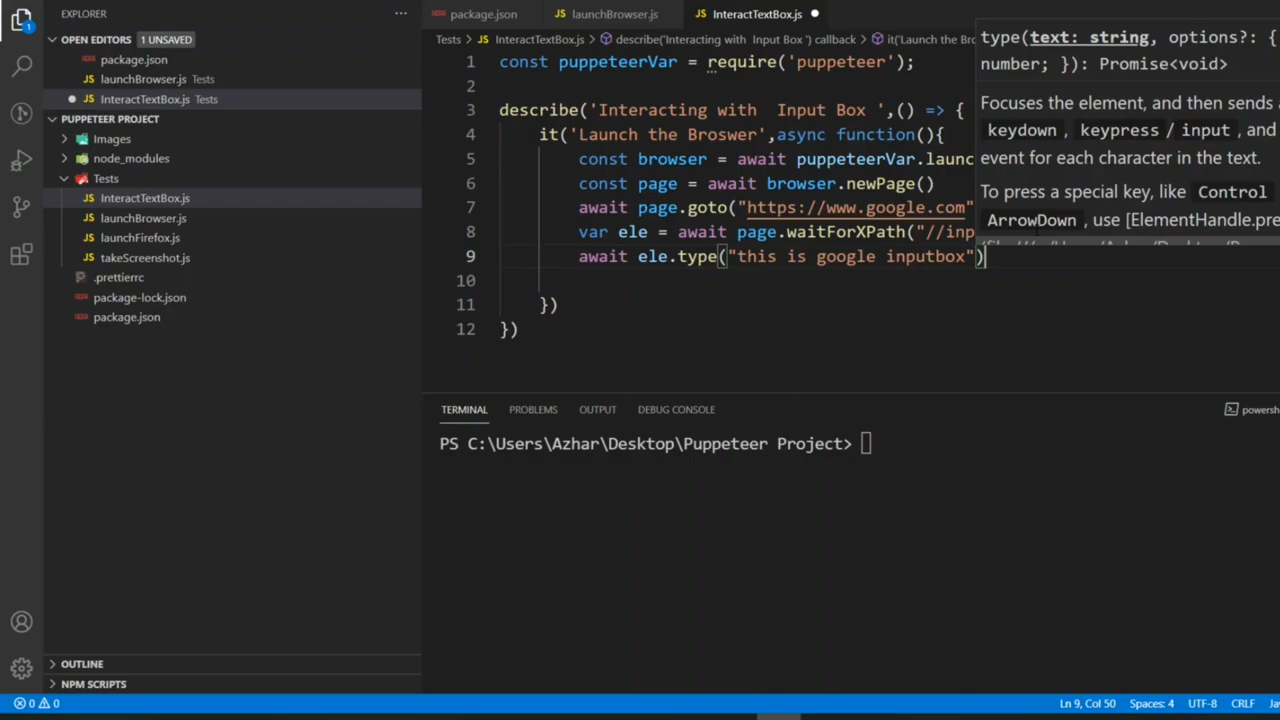 EXPLORER
...
OPEN EDITORS 1 UNSAVED
package.json
launchBrowser.js Tests
InteractTextBox.js Tests
PUPPETEER PROJECT
Images
node_modules
Tests
InteractTextBox.js
launchBrowser.js
launchFirefox.js
takeScreenshot.js
.prettierrc
package-lock.json
package.json
OUTLINE
NPM SCRIPTS
1
package.json
JS launchBrowser.js
JS InteractTextBox.js
Tests > JS InteractTextBox.js > describe('Interacting with Input Box ') callback > it('Launch the Bro
1 const puppeteerVar = require('puppeteer');
2
3 describe('Interacting with  Input Box ',() => {
4 it('Launch the Broswer',async function(){
5 const browser = await puppeteerVar.launc
6 const page = await browser.newPage()
7 await page.goto("https://www.google.com"
8 var ele = await page.waitForXPath("//inp
9 await ele.type("this is google inputbox")
10
11 })
12 })
type(text: string, options?: {
number; }): Promise<void>
Focuses the element, and then sends a
keydown , keypress / input , and
event for each character in the text.
To press a special key, like Control
ArrowDown , use [ElementHandle.pre
TERMINAL PROBLEMS OUTPUT DEBUG CONSOLE
powersh
PS C:\Users\Azhar\Desktop\Puppeteer Project>
0 0
Ln 9, Col 50 Spaces: 4 UTF-8 CRLF Ja